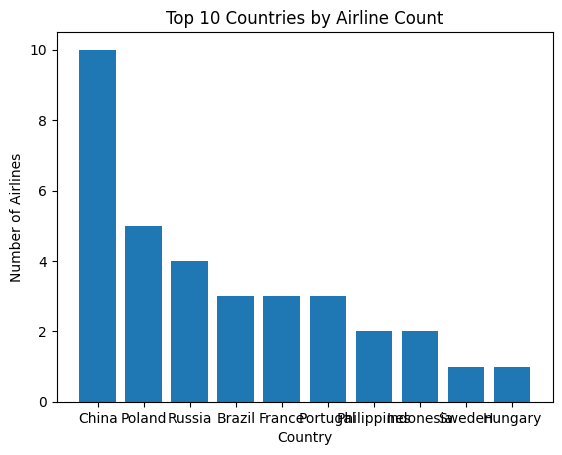 Top 10 Countries by Airline Count
10
8
6
4
2
0
Number of Airlines
China Poland Russia Brazil France Portugal Philippines Indonesia Sweden Hungary
Country